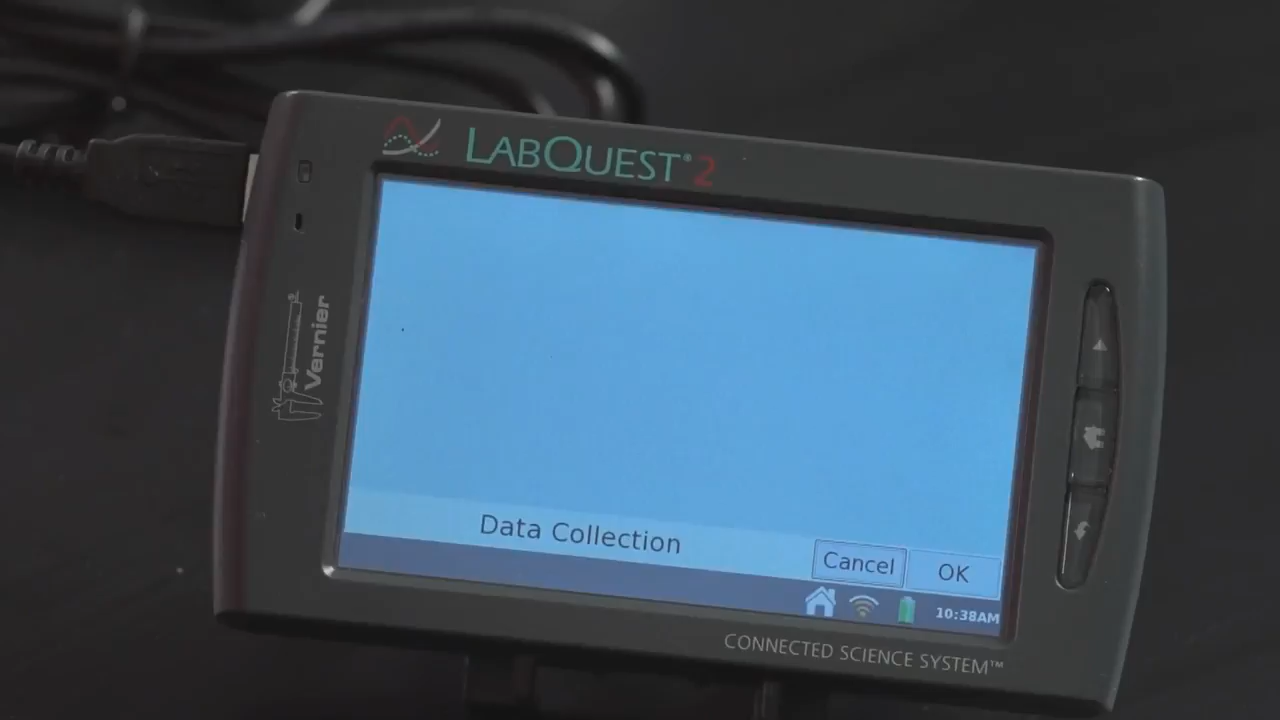 LABQUEST® 2
Vernier
Data Collection
Cancel OK
10:38AM
CONNECTED SCIENCE SYSTEM™